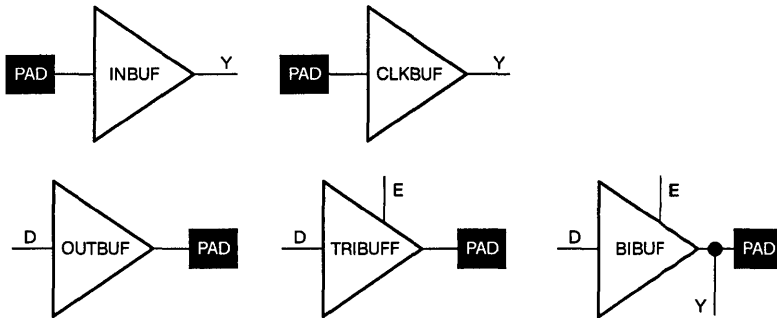 PAD INBUF Y PAD CLKBUF Y
E E
D OUTBUF PAD D TRIBUFF PAD D BIBUF PAD
Y